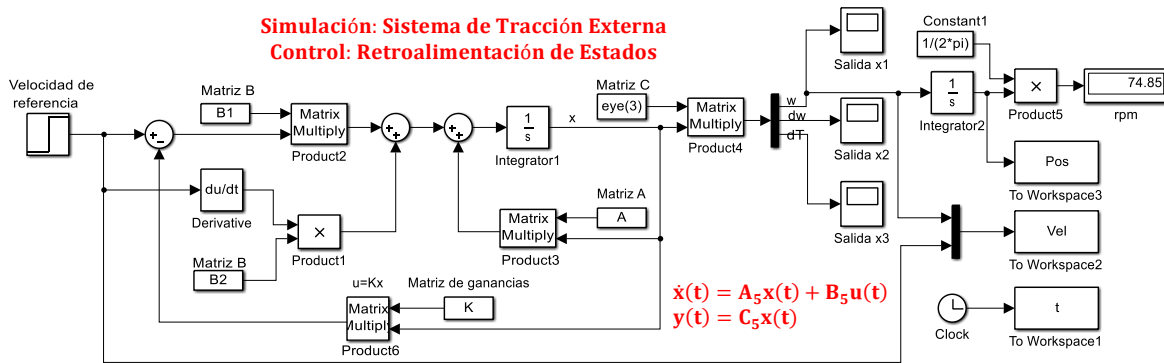 Simulación: Sistema de Tracción Externa
Control: Retroalimentación de Estados
Velocidad de
referencia
Matriz B
B1
Matrix
Multiply
Product2
1
s
Integrator1
x
Matriz C
eye(3)
Matrix
Multiply
Product4
w
dw
dT
Salida x1
Salida x2
Salida x3
Constant1
1/(2*pi)
1
s
Integrator2
×
Product5
74.85
rpm
Pos
To Workspace3
du/dt
Derivative
Matriz B
B2
×
Product1
Matriz A
A
Matrix
Multiply
Product3
Vel
To Workspace2
u=Kx
Matrix
Multiply
Product6
Matriz de ganancias
K
ẋ(t) = A₅x(t) + B₅u(t)
y(t) = C₅x(t)
Clock
t
To Workspace1